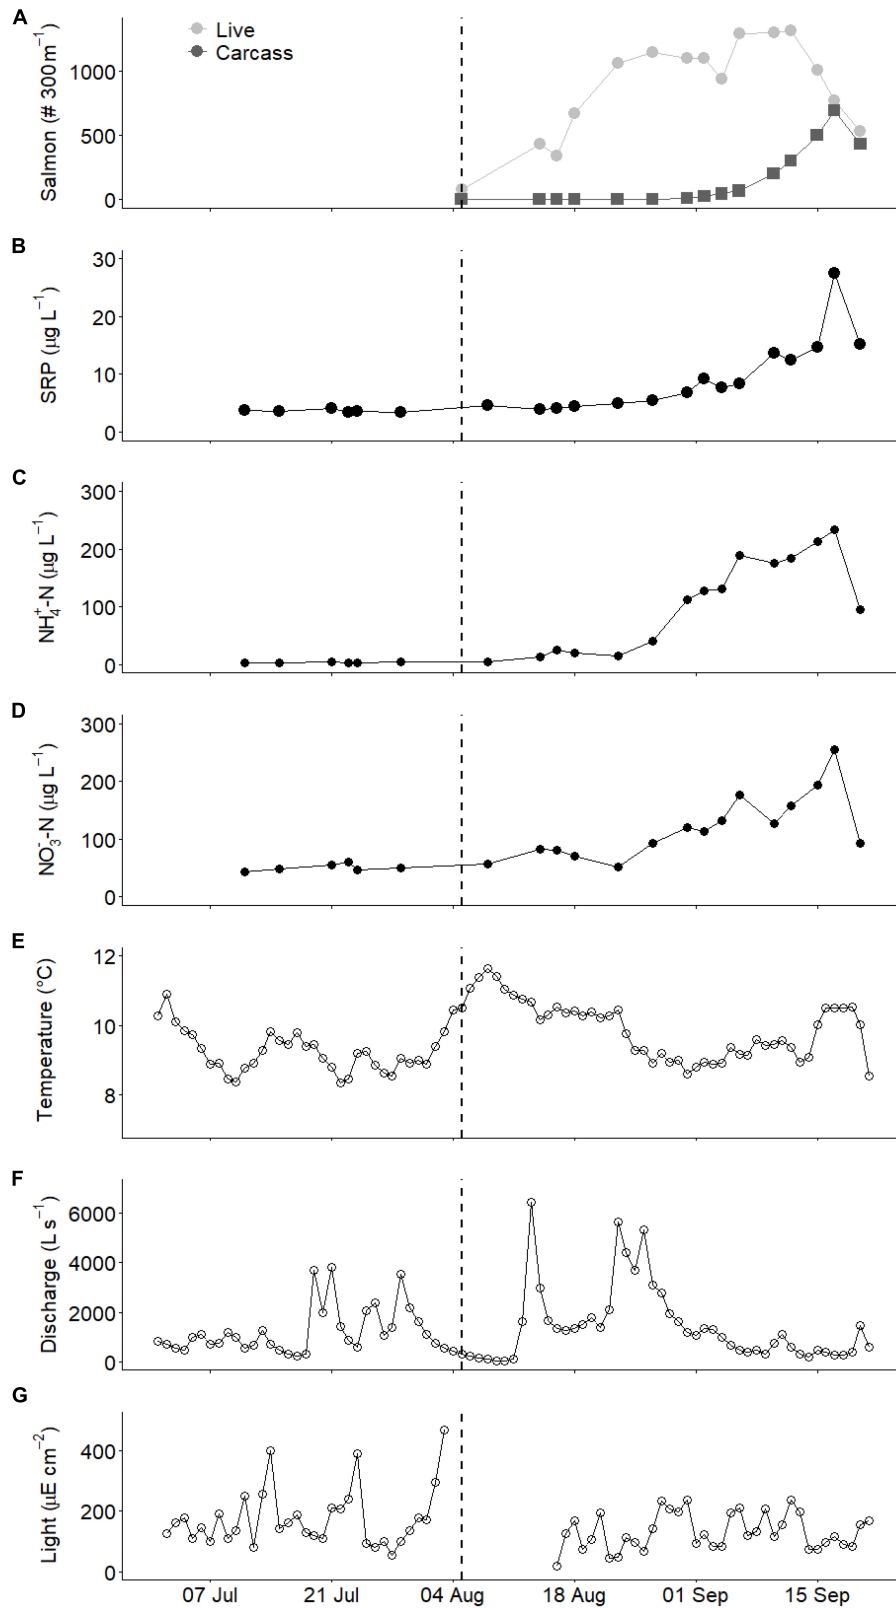 A
Live
Carcass
Salmon (# 300m⁻¹)
1000
500
0
B
SRP (μg L⁻¹)
30
20
10
0
C
NH₄⁺-N (μg L⁻¹)
300
200
100
0
D
NO₃⁻-N (μg L⁻¹)
300
200
100
0
E
Temperature (°C)
12
10
8
F
Discharge (L s⁻¹)
6000
4000
2000
0
G
Light (μE cm⁻²)
400
200
0
07 Jul 21 Jul 04 Aug 18 Aug 01 Sep 15 Sep